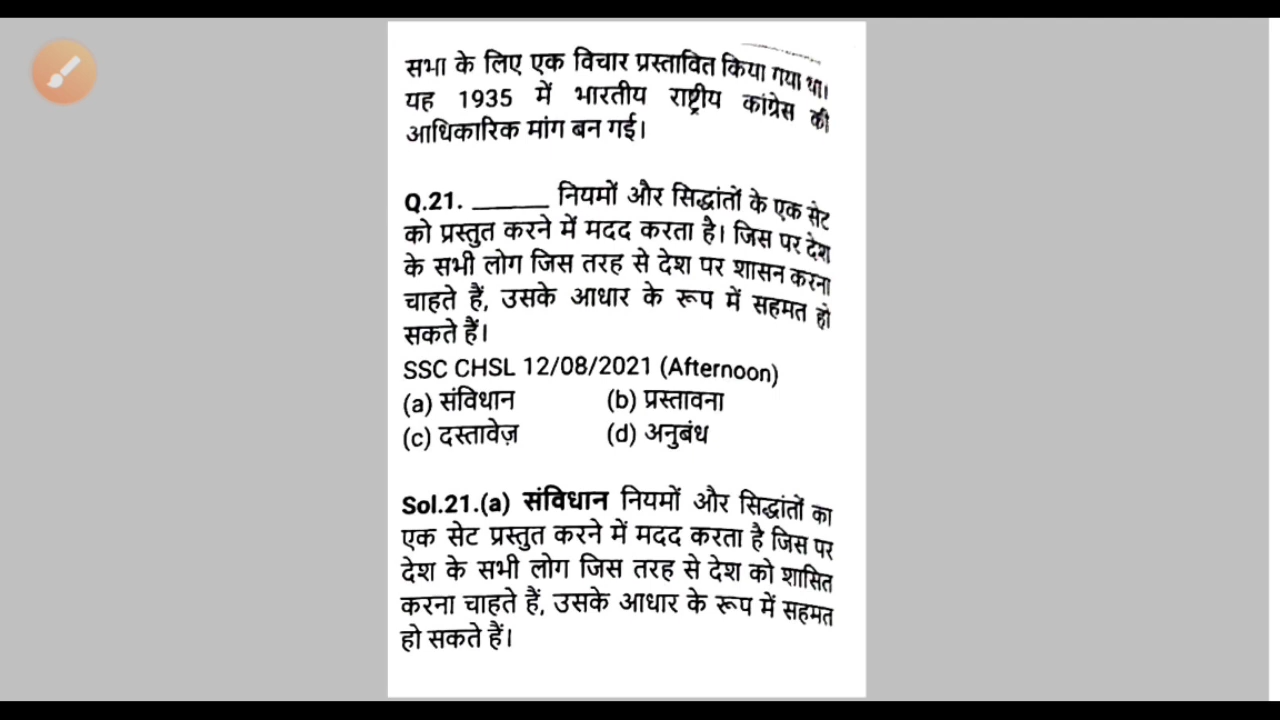 सभा के लिए एक विचार प्रस्तावित किया गया था।
यह 1935 में भारतीय राष्ट्रीय कांग्रेस की
आधिकारिक मांग बन गई।
Q.21. ______ नियमों और सिद्धांतों के एक सेट
को प्रस्तुत करने में मदद करता है। जिस पर देश
के सभी लोग जिस तरह से देश पर शासन करना
चाहते हैं, उसके आधार के रूप में सहमत हो
सकते हैं।
SSC CHSL 12/08/2021 (Afternoon)
(a) संविधान (b) प्रस्तावना
(c) दस्तावेज़ (d) अनुबंध
Sol.21.(a) संविधान नियमों और सिद्धांतों का
एक सेट प्रस्तुत करने में मदद करता है जिस पर
देश के सभी लोग जिस तरह से देश को शासित
करना चाहते हैं, उसके आधार के रूप में सहमत
हो सकते हैं।